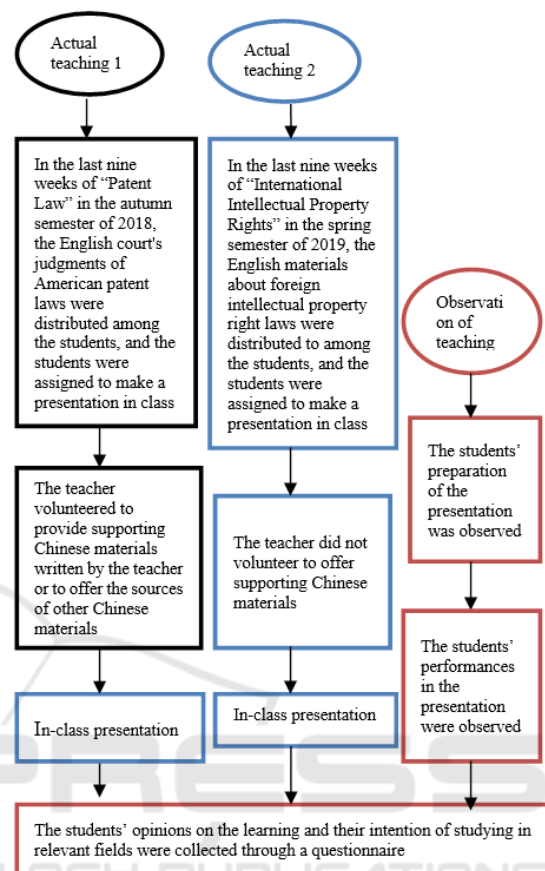 Actual
teaching 1
Actual
teaching 2
In the last nine
weeks of “Patent
Law” in the autumn
semester of 2018,
the English court's
judgments of
American patent
laws were
distributed among
the students, and the
students were
assigned to make a
presentation in class
In the last nine weeks
of “International
Intellectual Property
Rights” in the spring
semester of 2019, the
English materials
about foreign
intellectual property
right laws were
distributed to among
the students, and the
students were
assigned to make a
presentation in class
Observati
on of
teaching
The teacher
volunteered to
provide supporting
Chinese materials
written by the teacher
or to offer the sources
of other Chinese
materials
The teacher did not
volunteer to offer
supporting Chinese
materials
The students’
preparation
of the
presentation
was observed
In-class presentation
In-class presentation
The students’
performances
in the
presentation
were observed
The students’ opinions on the learning and their intention of studying in
relevant fields were collected through a questionnaire